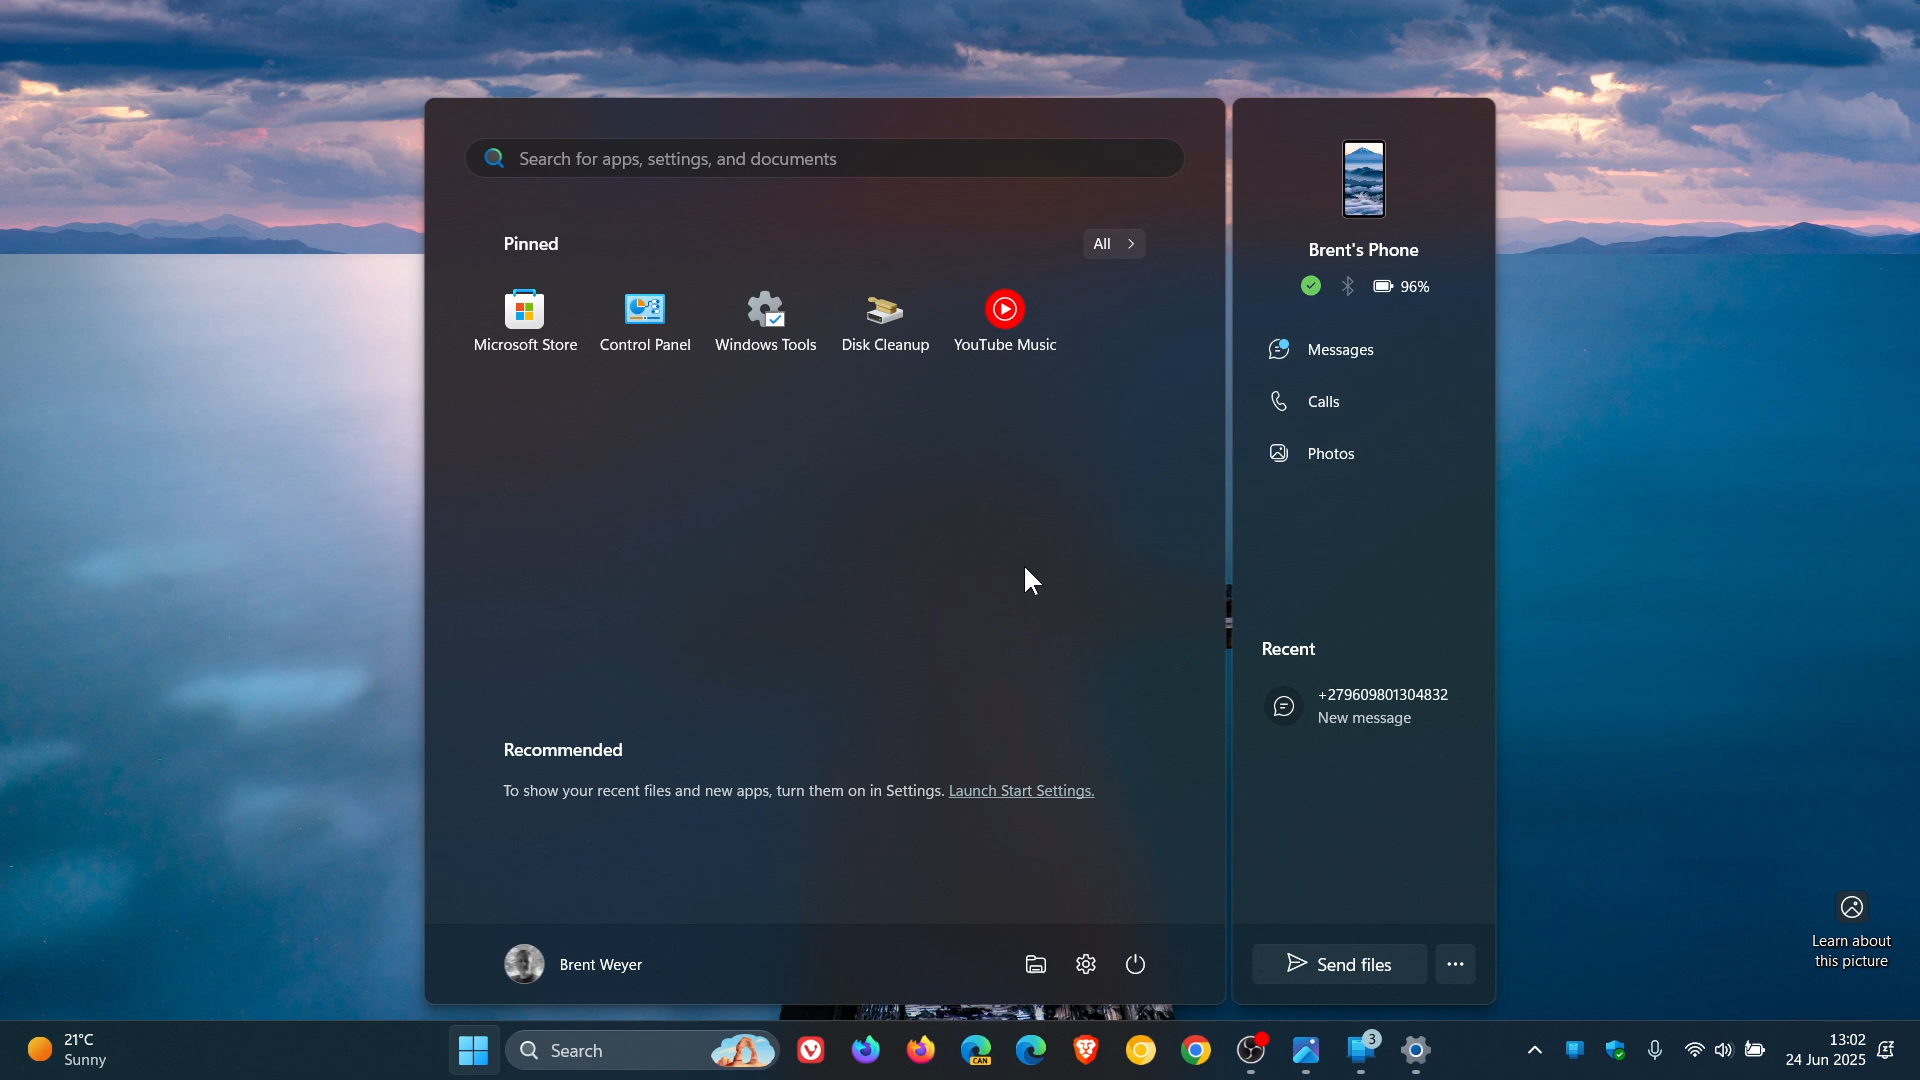 Search for apps, settings, and documents
Pinned
All
Microsoft Store
Control Panel
Windows Tools
Disk Cleanup
YouTube Music
Recommended
To show your recent files and new apps, turn them on in Settings. Launch Start Settings.
Brent Weyer
Brent's Phone
96%
Messages
Calls
Photos
Recent
+279609801304832
New message
Send files
Learn about
this picture
21°C
Sunny
Search
CAN
3
13:02
24 Jun 2025